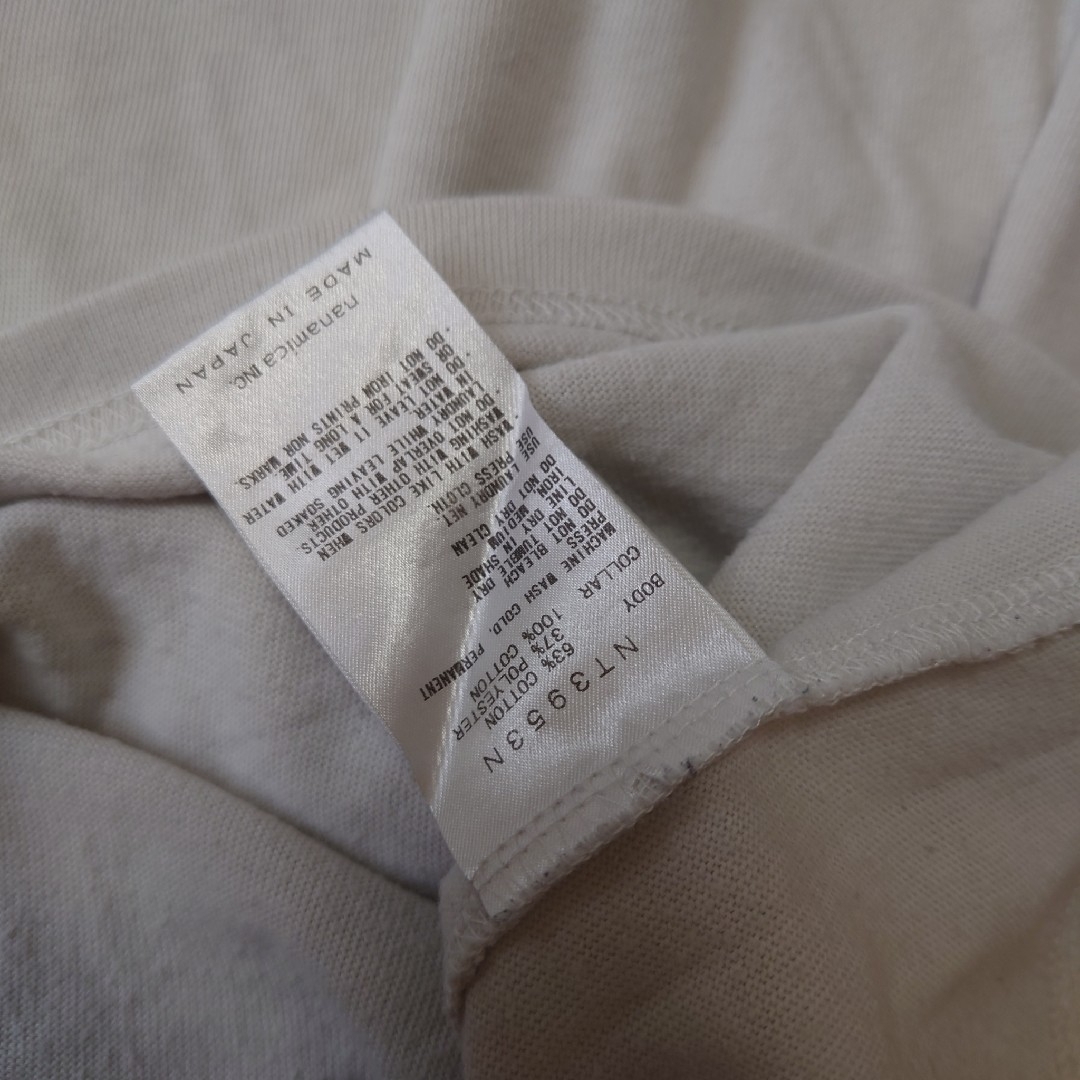 NT3953N
BODY 63% COTTON
37% POLYESTER
COLLAR 100% COTTON
MACHINE WASH COLD, PERMANENT
PRESS
DO NOT BLEACH
DO NOT TUMBLE DRY
LINE DRY IN SHADE
IRON MED
DO NOT DRY CLEAN
USE PRESS CLOTH.
USE LAUNDRY NET.
WASH WITH LIKE COLORS
· DO NOT OVERLAP WITH OTHER PRODUCTS WHEN
LAUNDRY WHILE LEAVING SOAKED
IN WATER.
· DO NOT LEAVE IT WET WITH WATER
OR SWEAT FOR A LONG TIME
· DO NOT IRON PRINTS NOR MARKS.
nanamica INC.
MADE IN JAPAN